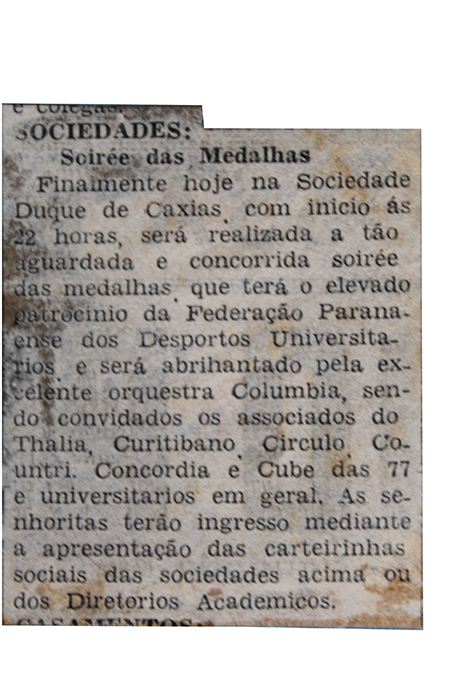 e colegas.
SOCIEDADES:
Soirée das Medalhas
Finalmente hoje na Sociedade
Duque de Caxias, com inicio ás
22 horas, será realizada a tão
aguardada e concorrida soirée
das medalhas, que terá o elevado
patrocinio da Federação Parana-
ense dos Desportos Universita-
rios, e será abrihantado pela ex-
celente orquestra Columbia, sen-
do convidados os associados do
Thalia, Curitibano, Circulo, Co-
untri. Concordia e Cube das 77
e universitarios em geral. As se-
nhoritas terão ingresso mediante
a apresentação das carteirinhas
sociais das sociedades acima ou
dos Diretorios Academicos.
CASAMENTOS: